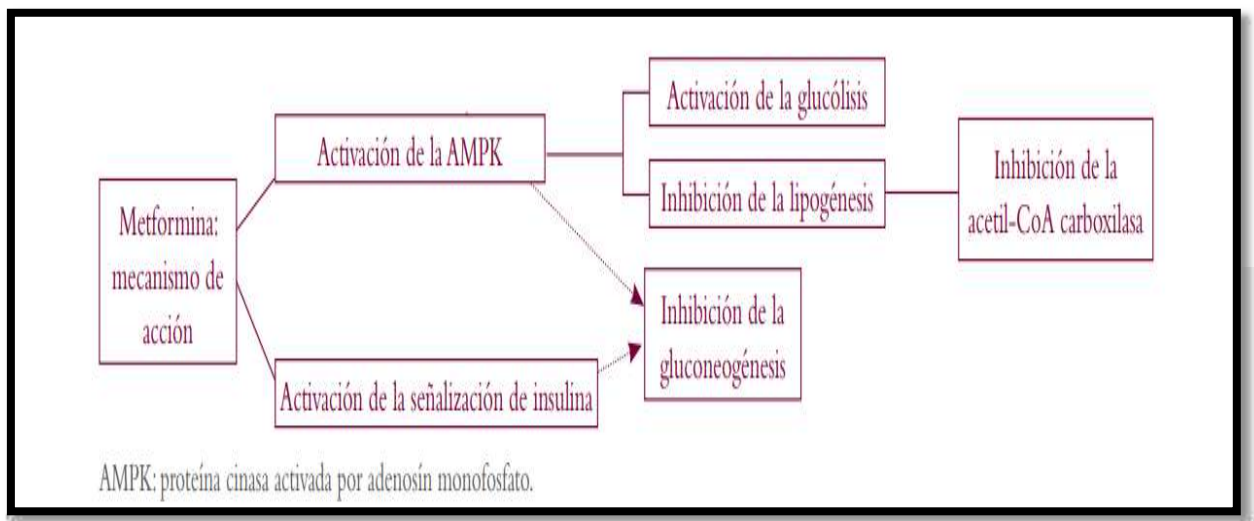 Metformina:
mecanismo de
acción
Activación de la AMPK
Activación de la señalización de insulina
Activación de la glucólisis
Inhibición de la lipogénesis
Inhibición de la
gluconeogénesis
Inhibición de la
acetil-CoA carboxilasa
AMPK: proteína cinasa activada por adenosín monofosfato.